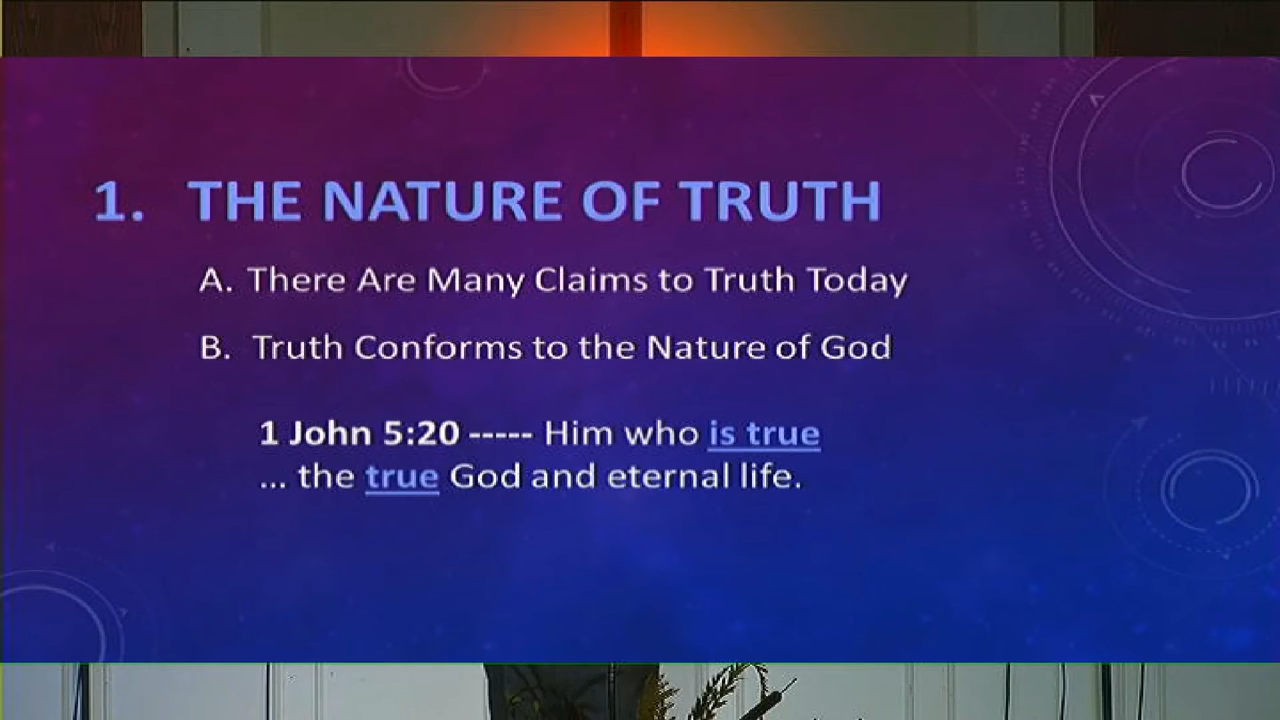 1. THE NATURE OF TRUTH
A. There Are Many Claims to Truth Today
B. Truth Conforms to the Nature of God
1 John 5:20 ----- Him who is true
... the true God and eternal life.